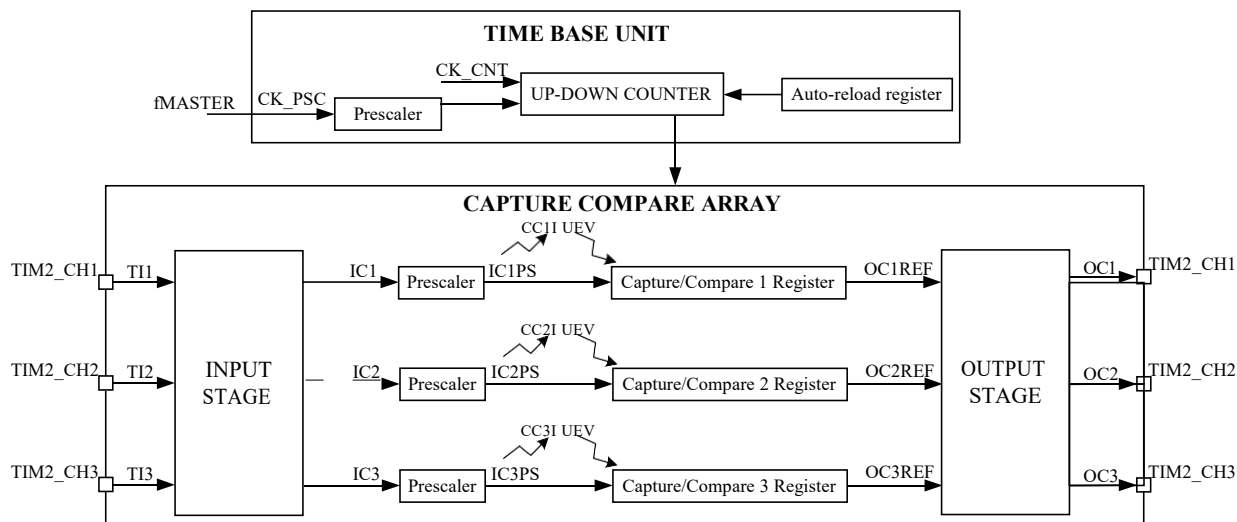 TIME BASE UNIT
CK_CNT
fMASTER
CK_PSC
Prescaler
UP-DOWN COUNTER
Auto-reload register
CAPTURE COMPARE ARRAY
CC1I UEV
TIM2_CH1
TI1
IC1
Prescaler
IC1PS
Capture/Compare 1 Register
OC1REF
OC1
TIM2_CH1
CC2I UEV
TIM2_CH2
TI2
INPUT
STAGE
IC2
Prescaler
IC2PS
Capture/Compare 2 Register
OC2REF
OUTPUT
STAGE
OC2
TIM2_CH2
CC3I UEV
TIM2_CH3
TI3
IC3
Prescaler
IC3PS
Capture/Compare 3 Register
OC3REF
OC3
TIM2_CH3